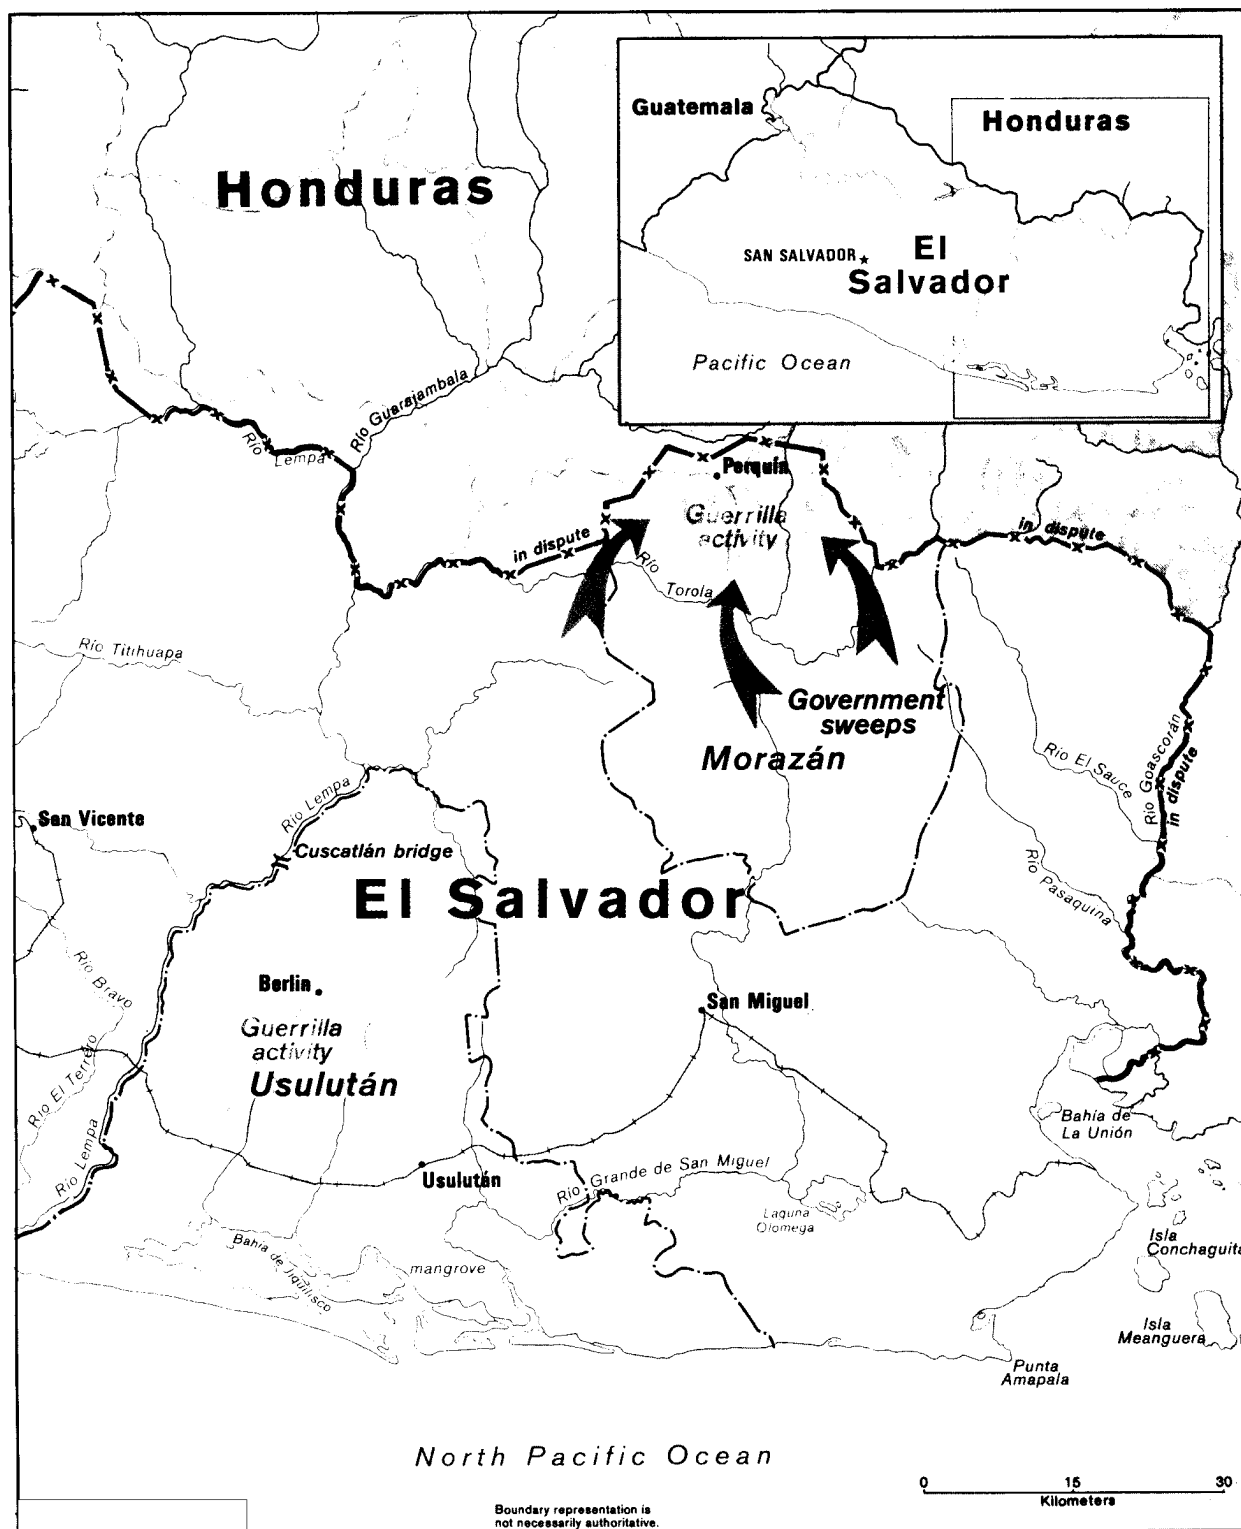 Guatemala
Honduras
Honduras
SAN SALVADOR
El
Salvador
Pacific Ocean
Río Guarajambala
Río
Lempa
Perquín
Guerrilla
activity
in dispute
in dispute
Río
Torola
Río Titihuapa
Government
sweeps
Morazán
Río El Sauce
Río Goascorán
in dispute
Río Lempa
San Vicente
Cuscatlán bridge
El Salvador
Río Pasaquina
Río Bravo
Berlín
San Miguel
Guerrilla
activity
Usulután
Río El Terrero
Río Lempa
Bahía de
La Unión
Usulután
Río Grande de San Miguel
Laguna
Olomega
Isla
Conchaguita
Bahía de Jiquilisco
mangrove
Isla
Meanguera
Punta
Amapala
North Pacific Ocean
0 15 30
Kilometers
Boundary representation is
not necessarily authoritative.